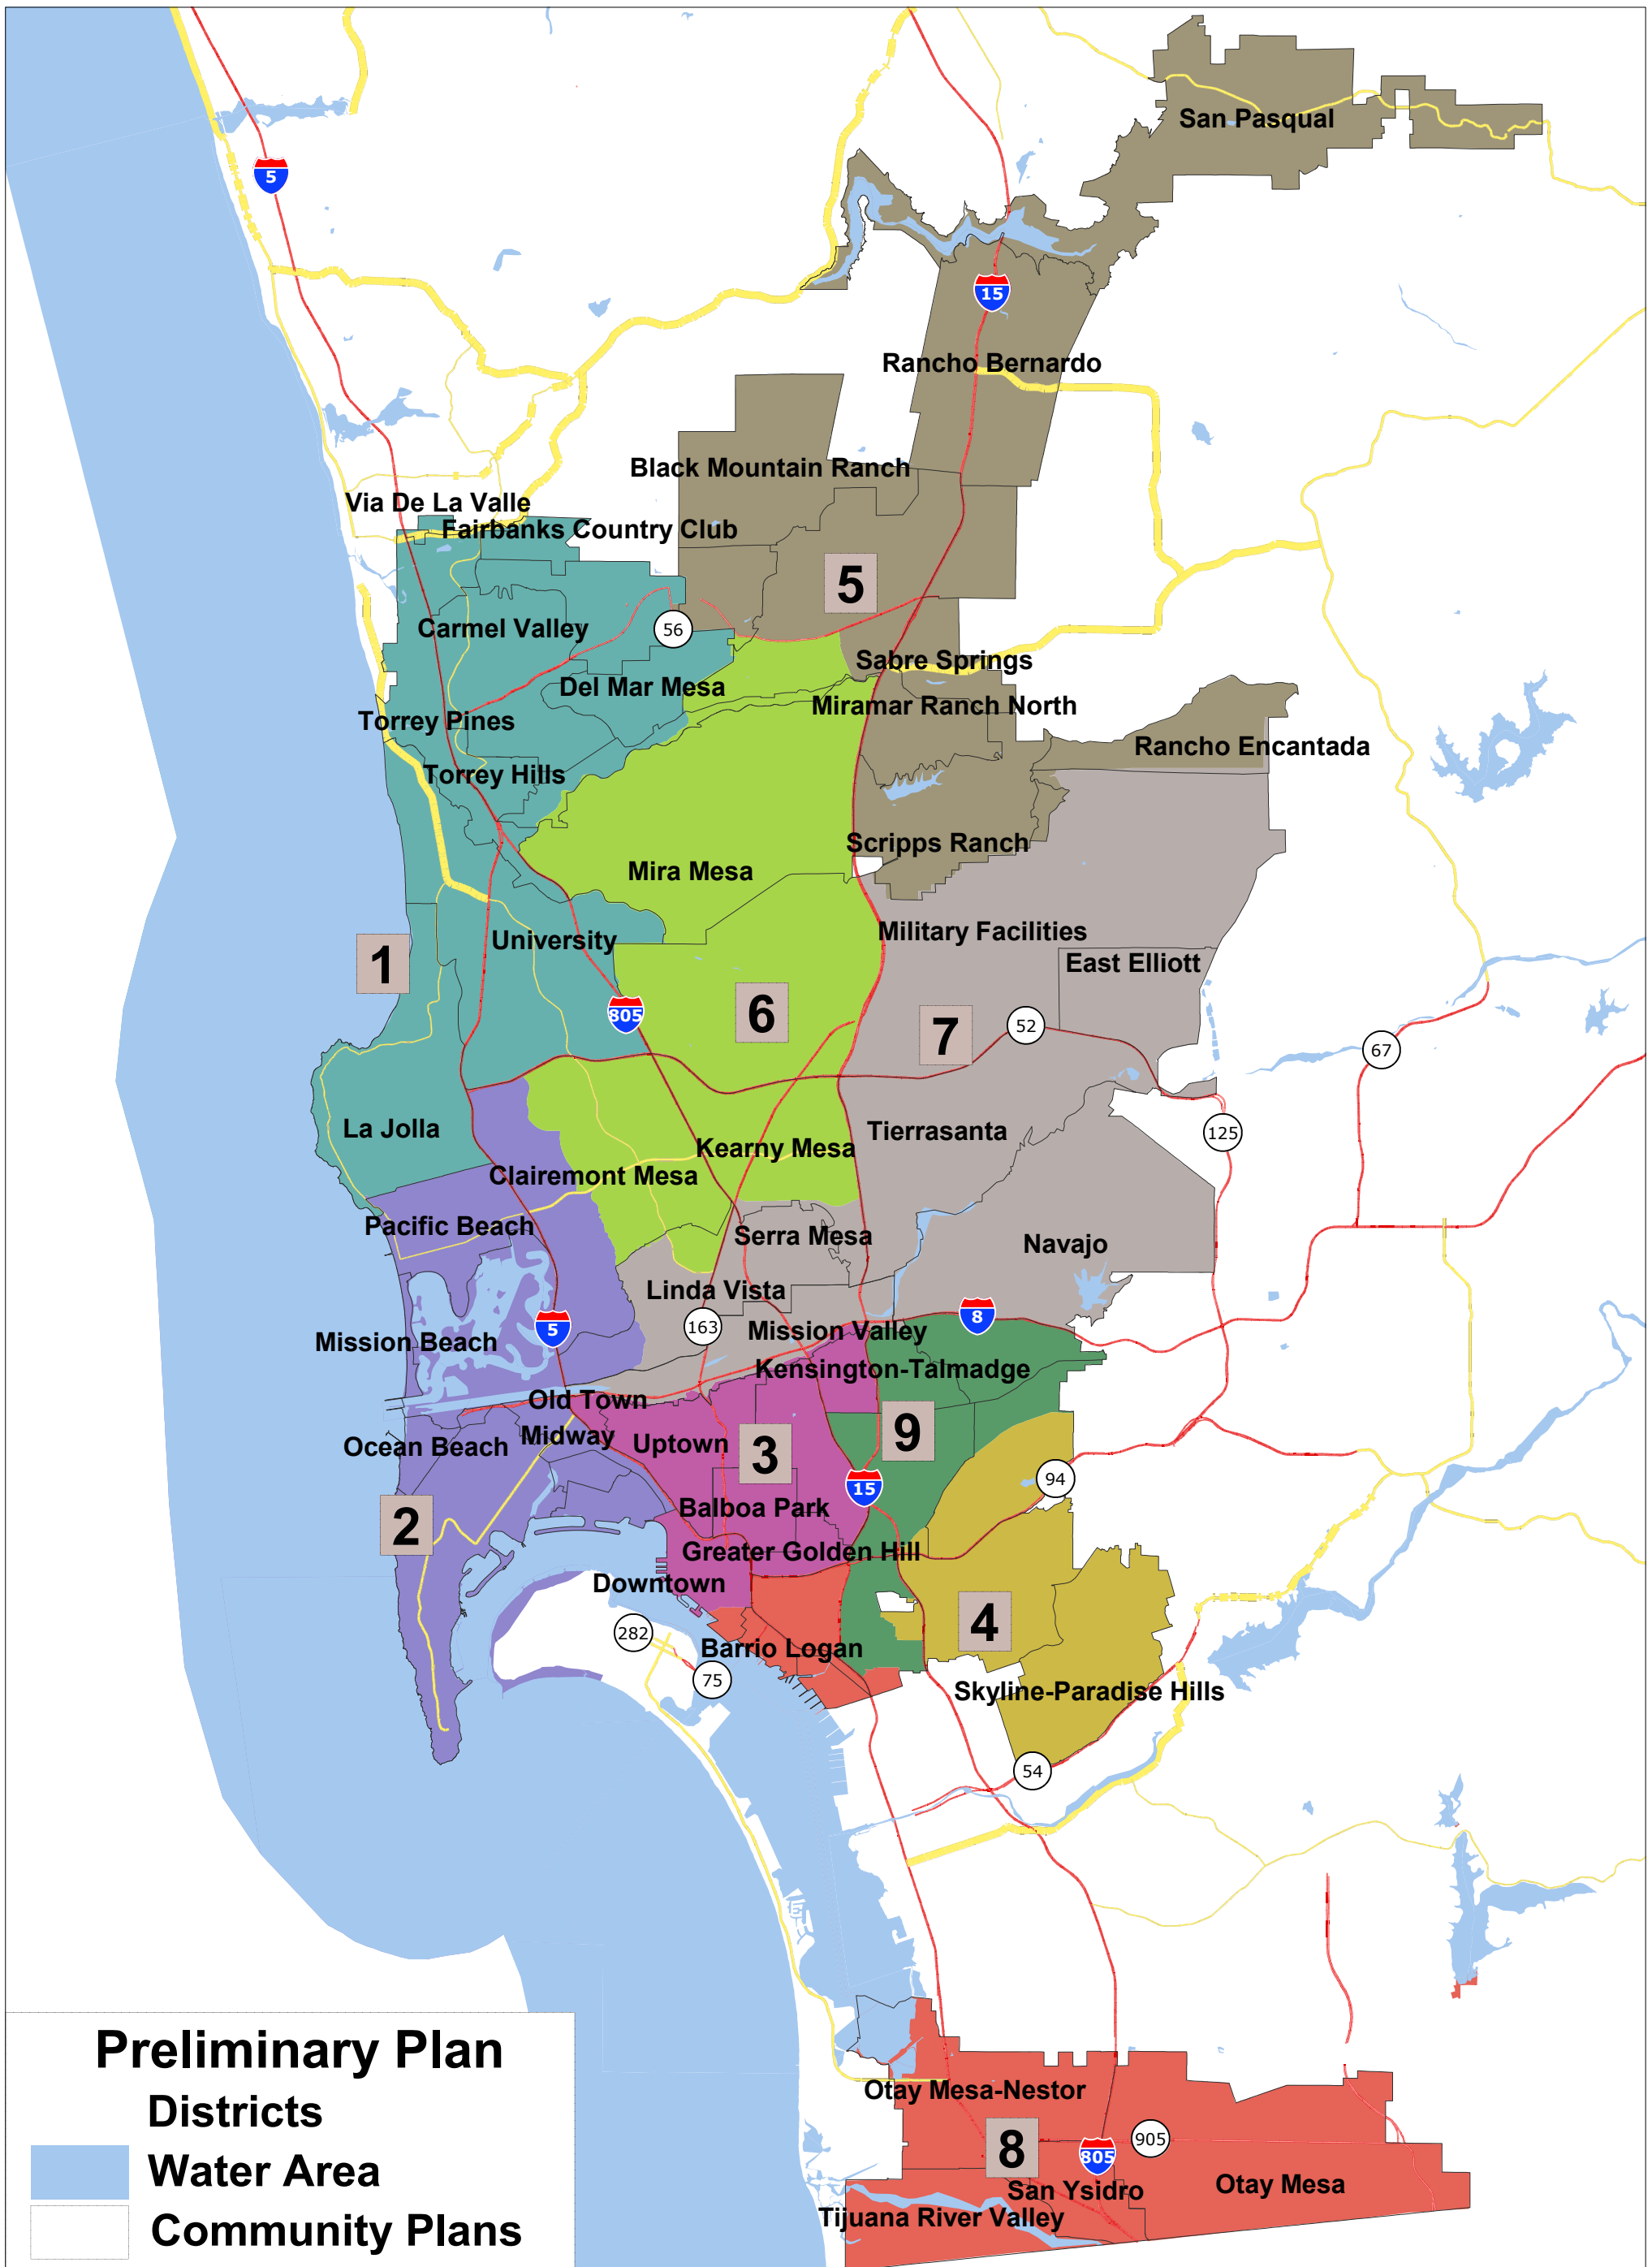 San Pasqual
5
15
Rancho Bernardo
Black Mountain Ranch
Via De La Valle
Fairbanks Country Club
5
Carmel Valley
56
Sabre Springs
Del Mar Mesa
Miramar Ranch North
Torrey Pines
Rancho Encantada
Torrey Hills
Scripps Ranch
Mira Mesa
Military Facilities
University
East Elliott
1
805
6
7
52
67
La Jolla
Tierrasanta
125
Kearny Mesa
Clairemont Mesa
Pacific Beach
Serra Mesa
Navajo
Linda Vista
8
5
163
Mission Valley
Mission Beach
Kensington-Talmadge
Old Town
9
Midway
Uptown
3
Ocean Beach
94
15
Balboa Park
2
Greater Golden Hill
Downtown
4
282
Barrio Logan
75
Skyline-Paradise Hills
54
Otay Mesa-Nestor
8
905
805
Otay Mesa
San Ysidro
Tijuana River Valley
Preliminary Plan
Districts
Water Area
Community Plans